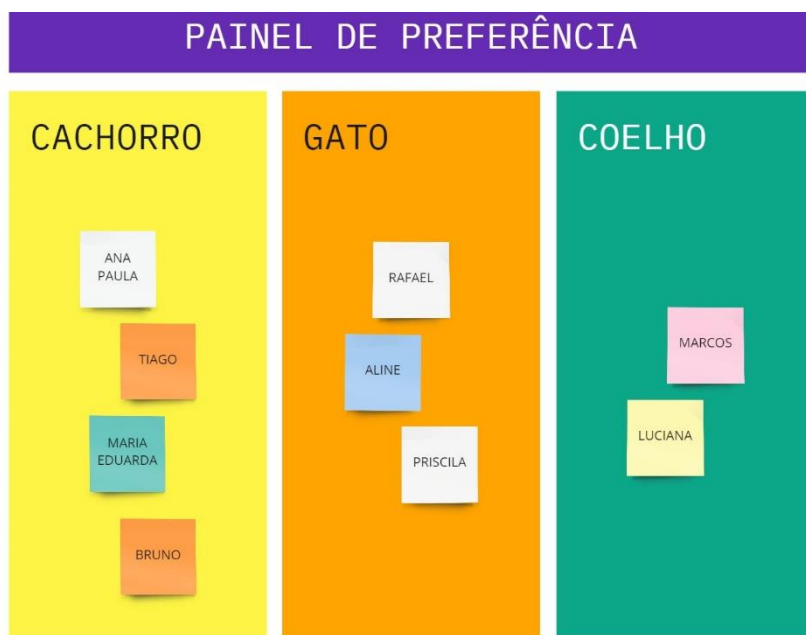 PAINEL DE PREFERÊNCIA
CACHORRO
ANA
PAULA
TIAGO
MARIA
EDUARDA
BRUNO
GATO
RAFAEL
ALINE
PRISCILA
COELHO
MARCOS
LUCIANA